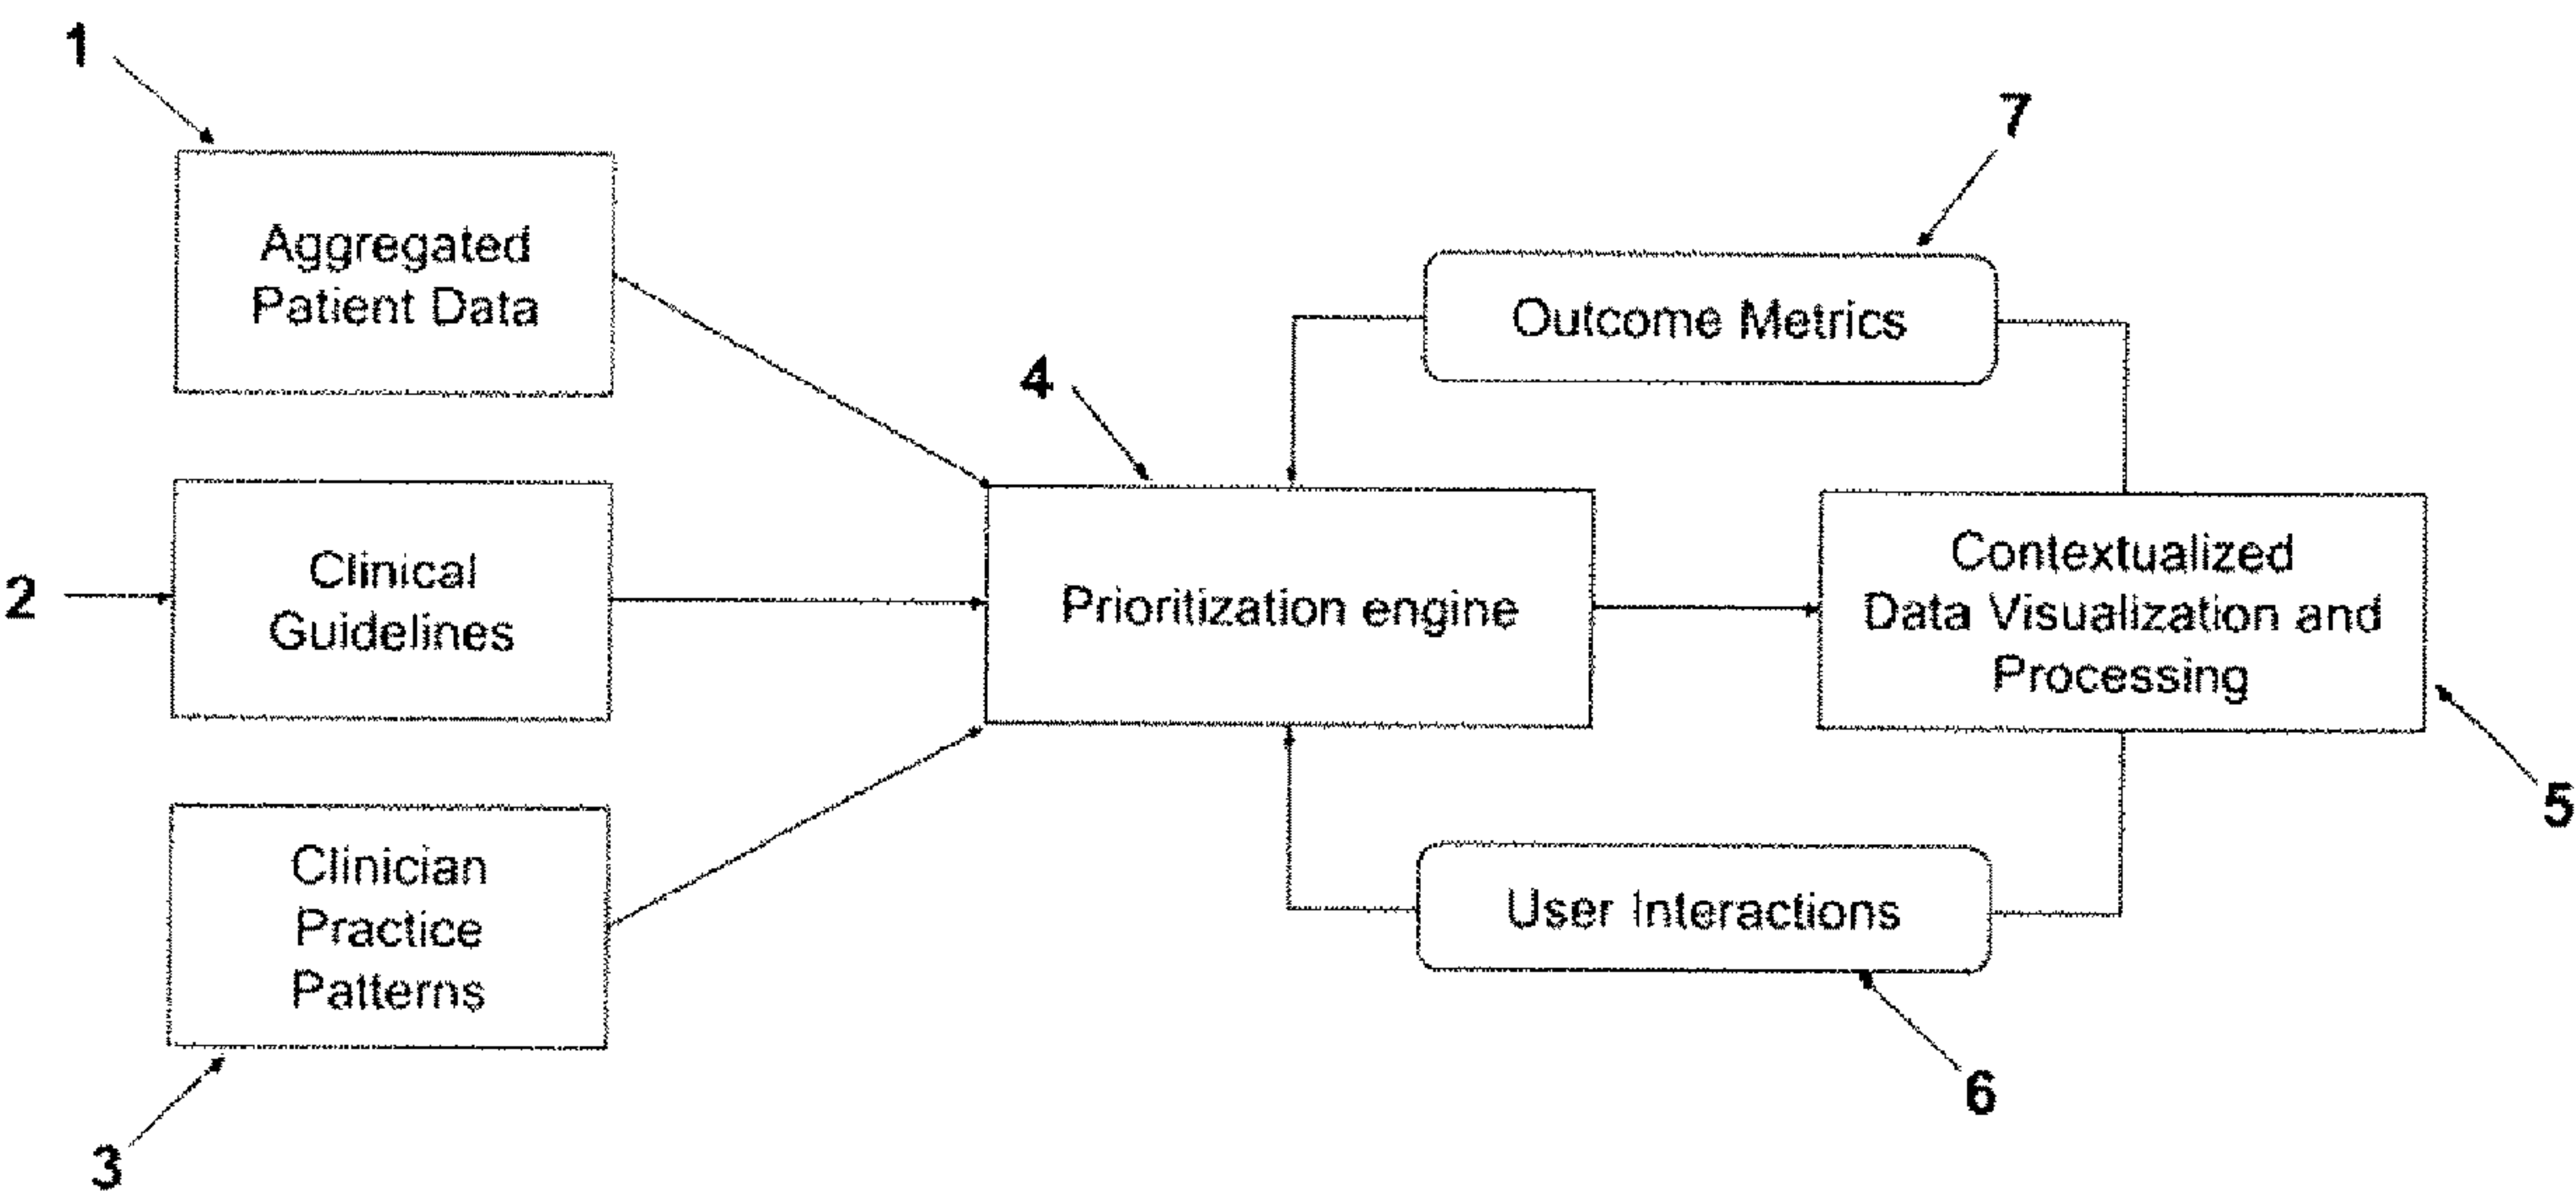 1
Aggregated
Patient Data
2
Clinical
Guidelines
3
Clinician
Practice
Patterns
4
Prioritization engine
7
Outcome Metrics
Contextualized
Data Visualization and
Processing
5
User Interactions
6